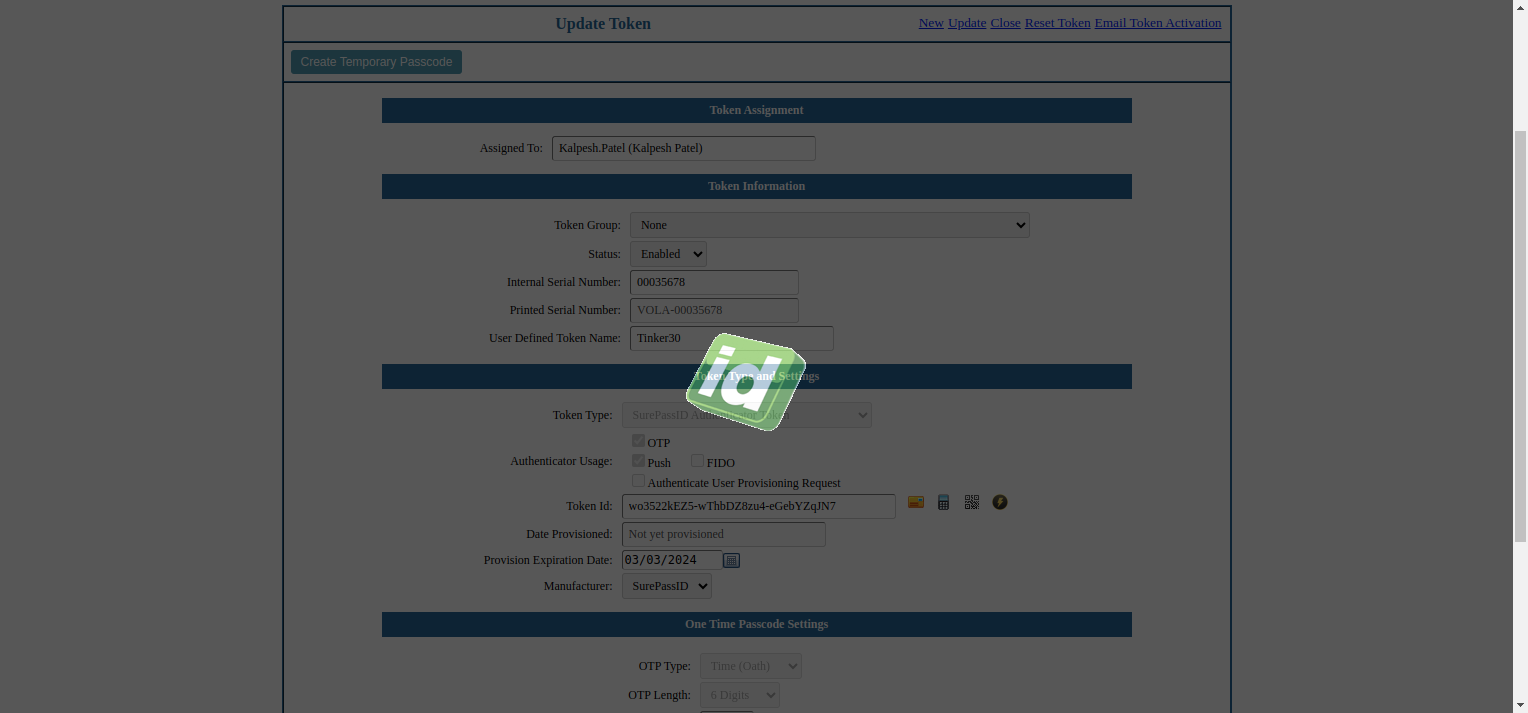 Update Token
New Update Close Reset Token Email Token Activation
Create Temporary Passcode
Token Assignment
Assigned To: Kalpesh.Patel (Kalpesh Patel)
Token Information
Token Group: None
Status: Enabled
Internal Serial Number: 00035678
Printed Serial Number: VOLA-00035678
User Defined Token Name: Tinker30
id
Token Type and Settings
Token Type: SurePassID Authenticator Token
OTP
Authenticator Usage: Push FIDO
Authenticate User Provisioning Request
Token Id: wo3522kEZ5-wThbDZ8zu4-eGebYZqJN7
Date Provisioned: Not yet provisioned
Provision Expiration Date: 03/03/2024
Manufacturer: SurePassID
One Time Passcode Settings
OTP Type: Time (Oath)
OTP Length: 6 Digits